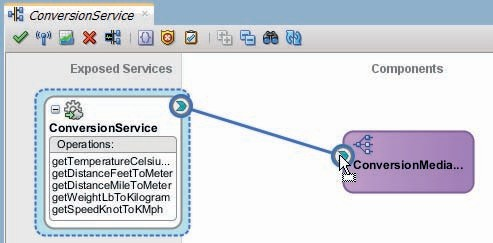 ConversionService
Exposed Services
Components
ConversionService
Operations:
getTemperatureCelsiu...
getDistanceFeetToMeter
getDistanceMileToMeter
getWeightLbToKilogram
getSpeedKnotToKMph
ConversionMedia...